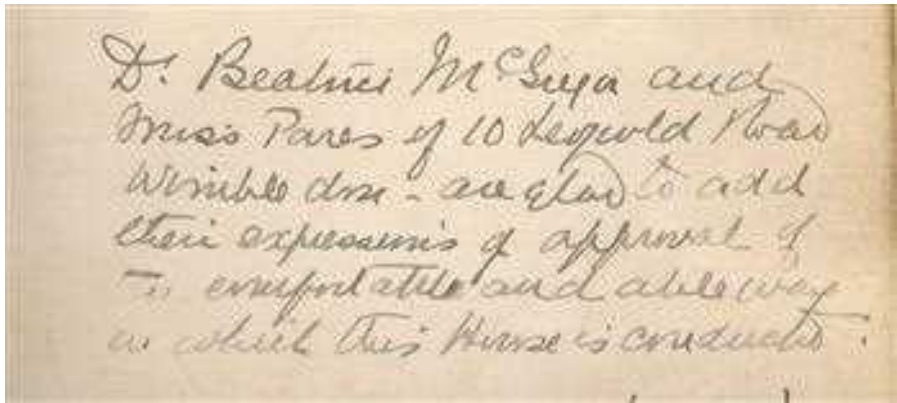 Dr. Beatrice McGregor and
Miss Pares of 10 Leopold Road
Wimbledon - are glad to add
their expressions of approval of
the comfortable and able way
in which this House is conducted.